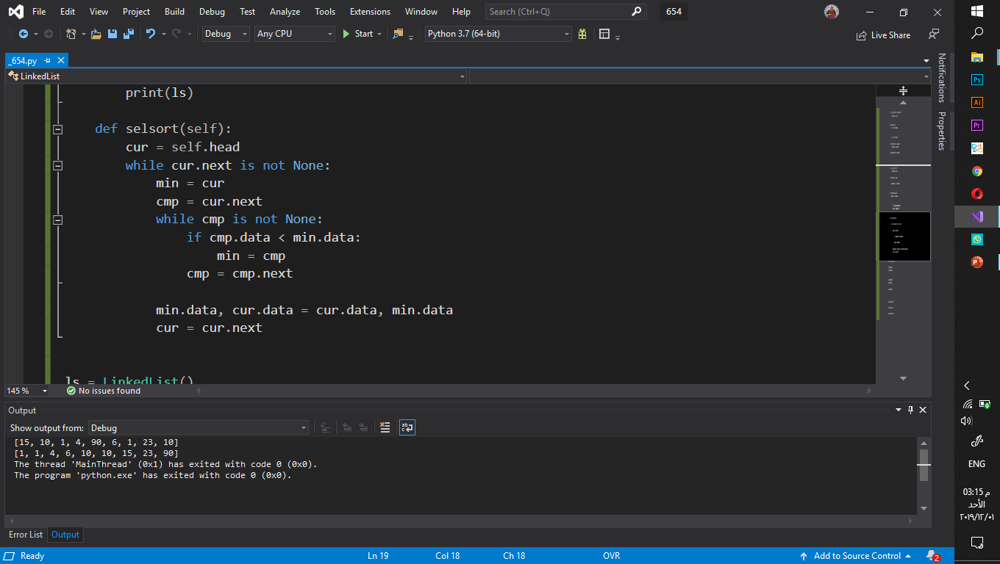 File Edit View Project Build Debug Test Analyze Tools Extensions Window Help Search (Ctrl+Q) 654
Debug Any CPU Start Python 3.7 (64-bit) Live Share
_654.py
LinkedList
print(ls)
def selsort(self):
cur = self.head
while cur.next is not None:
min = cur
cmp = cur.next
while cmp is not None:
if cmp.data < min.data:
min = cmp
cmp = cmp.next
min.data, cur.data = cur.data, min.data
cur = cur.next
ls = LinkedList()
145 % No issues found
Output
Show output from: Debug
[15, 10, 1, 4, 90, 6, 1, 23, 10]
[1, 1, 4, 6, 10, 10, 15, 23, 90]
The thread 'MainThread' (0x1) has exited with code 0 (0x0).
The program 'python.exe' has exited with code 0 (0x0).
Error List Output
Ready Ln 19 Col 18 Ch 18 OVR Add to Source Control 2
Notifications
Properties
Ps
Ai
Pr
ENG
03:15 م
الأحد
٢٠١٩/١٢/٠١